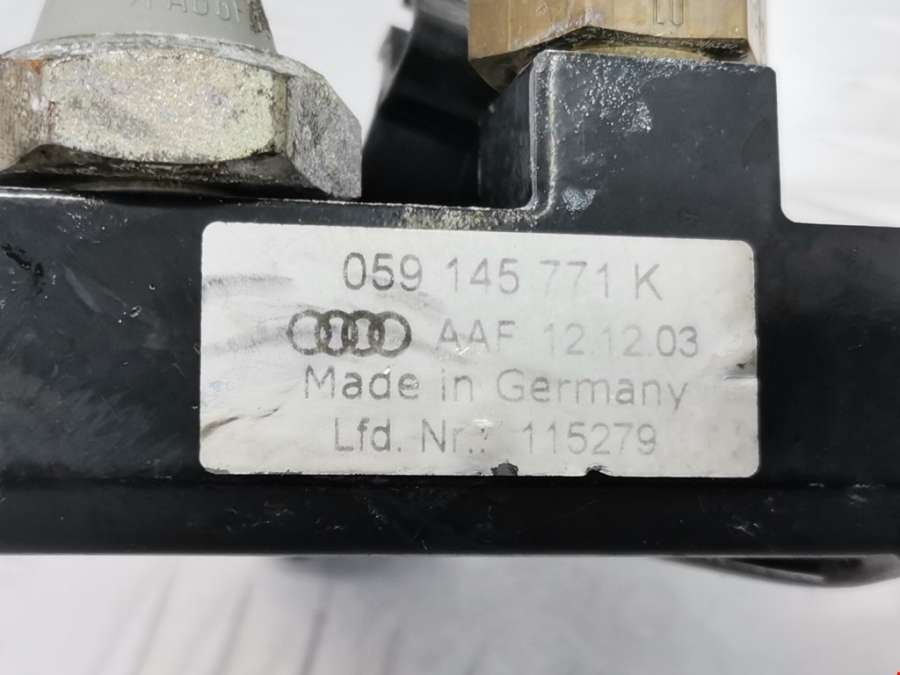 059 145 771 K
AAF 12.12.03
Made in Germany
Lfd. Nr.: 115279